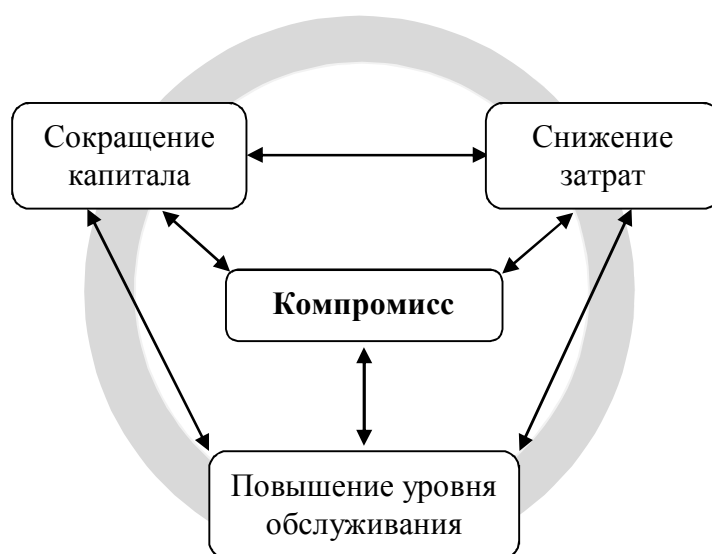 Сокращение
капитала
Снижение
затрат
Компромисс
Повышение уровня
обслуживания